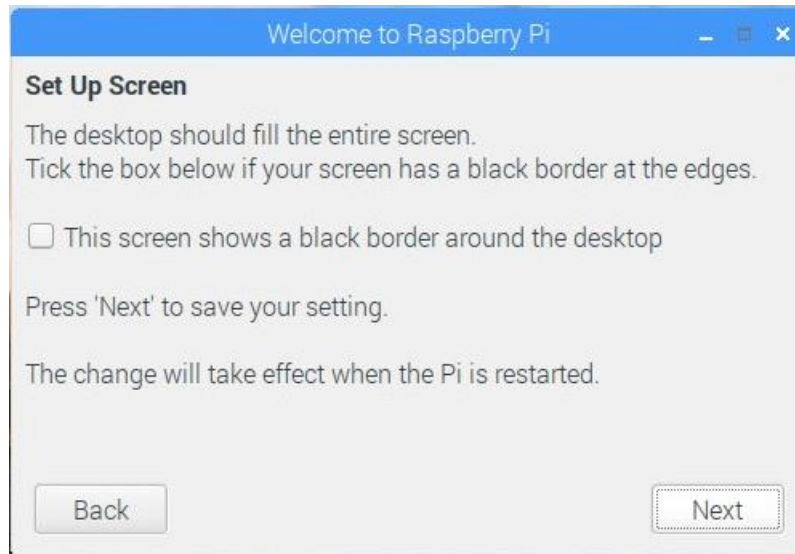 Welcome to Raspberry Pi
Set Up Screen
The desktop should fill the entire screen.
Tick the box below if your screen has a black border at the edges.
This screen shows a black border around the desktop
Press 'Next' to save your setting.
The change will take effect when the Pi is restarted.
Back
Next